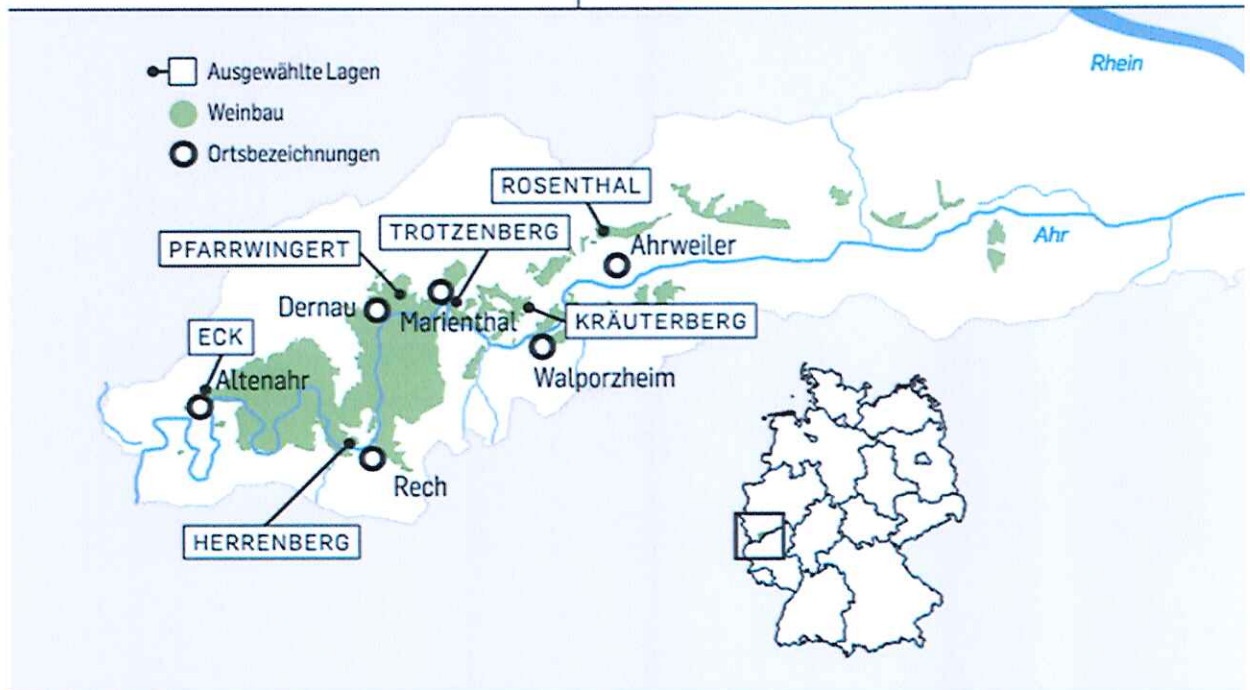 Ausgewählte Lagen
Weinbau
Ortsbezeichnungen
Rhein
ROSENTHAL
TROTZENBERG
PFARRWINGERT
Ahrweiler
Ahr
Dernau
Marienthal
KRÄUTERBERG
ECK
Altenahr
Walporzheim
Rech
HERRENBERG